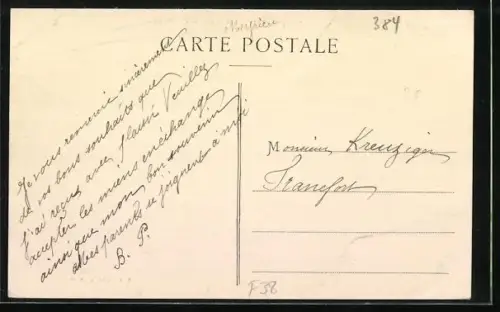 384
CARTE POSTALE
Je vous remercie sincèrement
de vos bons souhaits que
j'ai reçus avec plaisir Veuillez
accepter les miens en échange
ainsi que mon bon souvenir
Mes parents se joignent à moi
B. P.
Monsieur Kreuziger
Francfort
F38